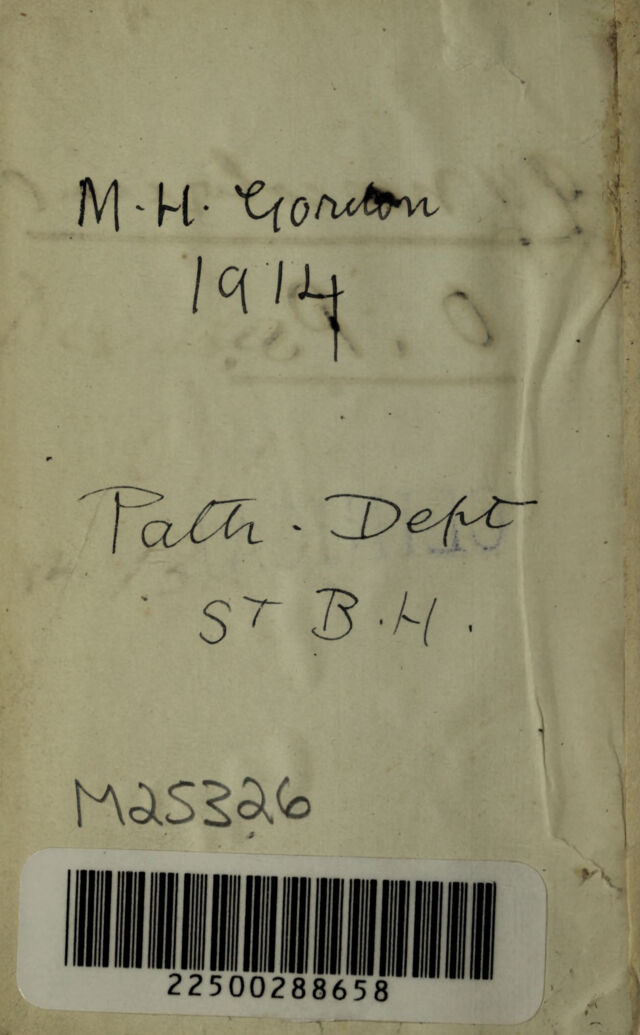 M. H. Gordon
1914
Path. Dept
ST B.H.
M25326
22500288658